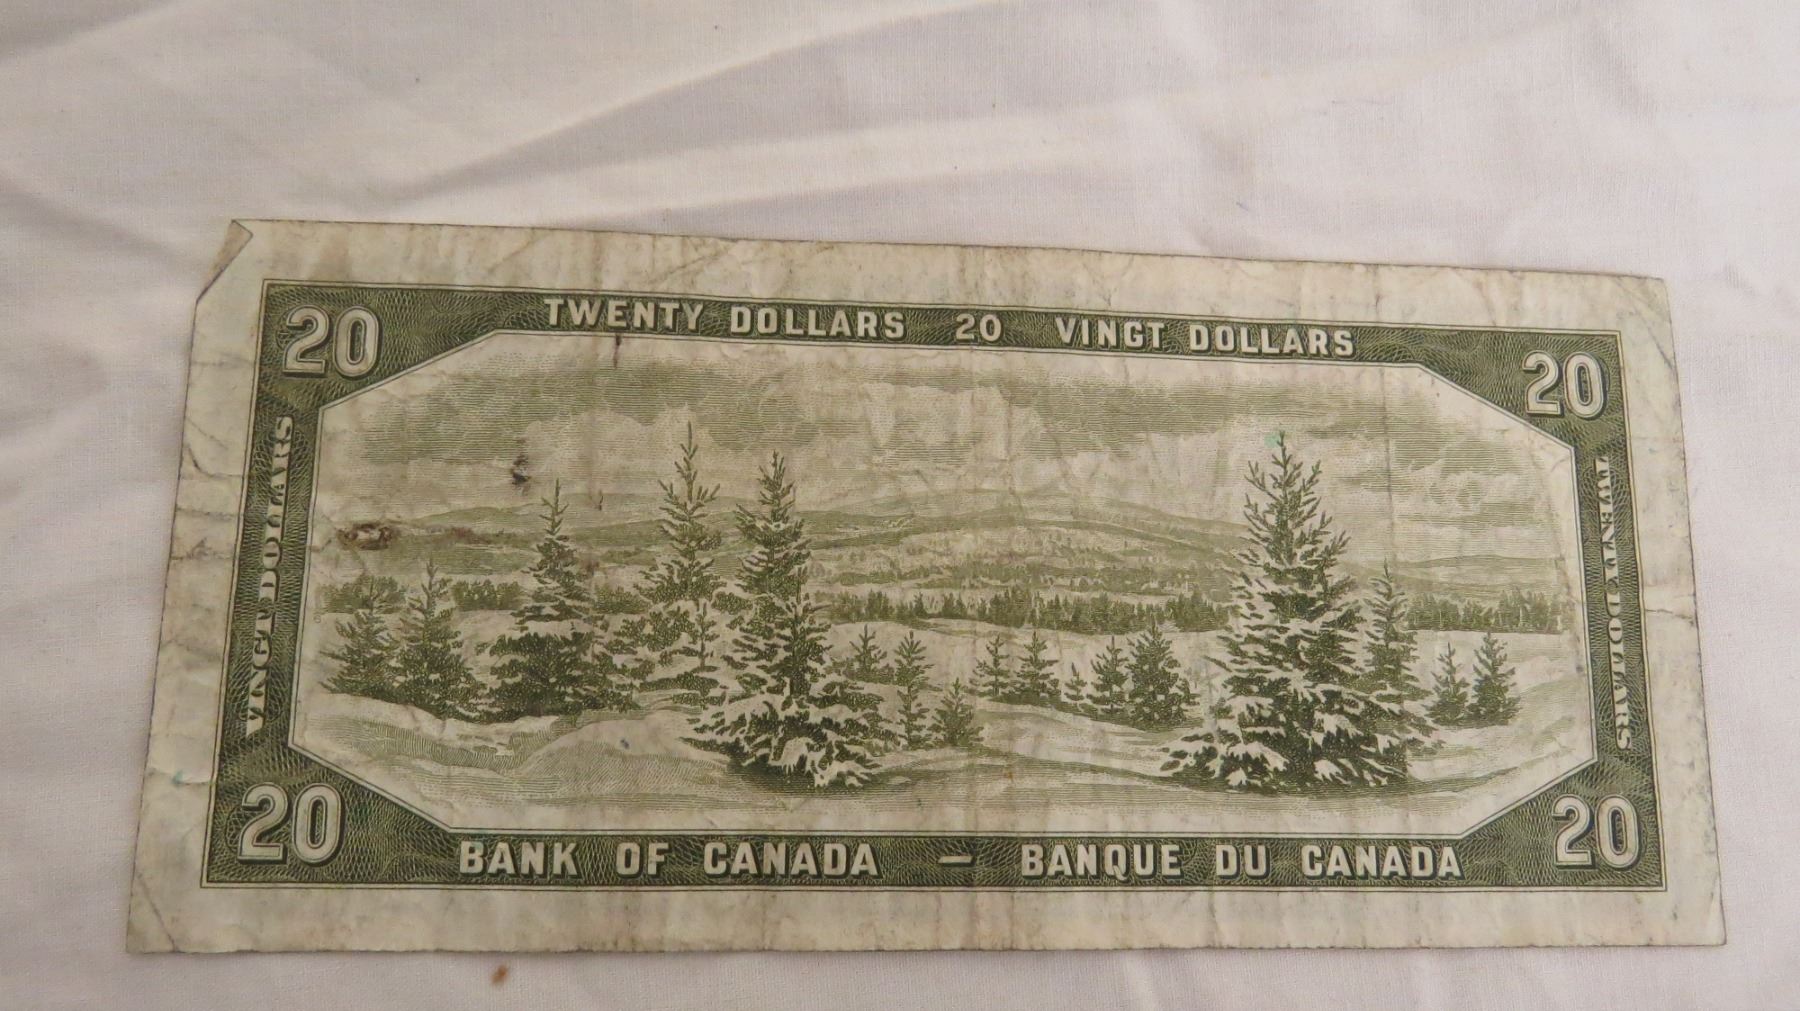 20 TWENTY DOLLARS 20 VINGT DOLLARS 20
VINGT DOLLARS
TWENTY DOLLARS
20 BANK OF CANADA – BANQUE DU CANADA 20